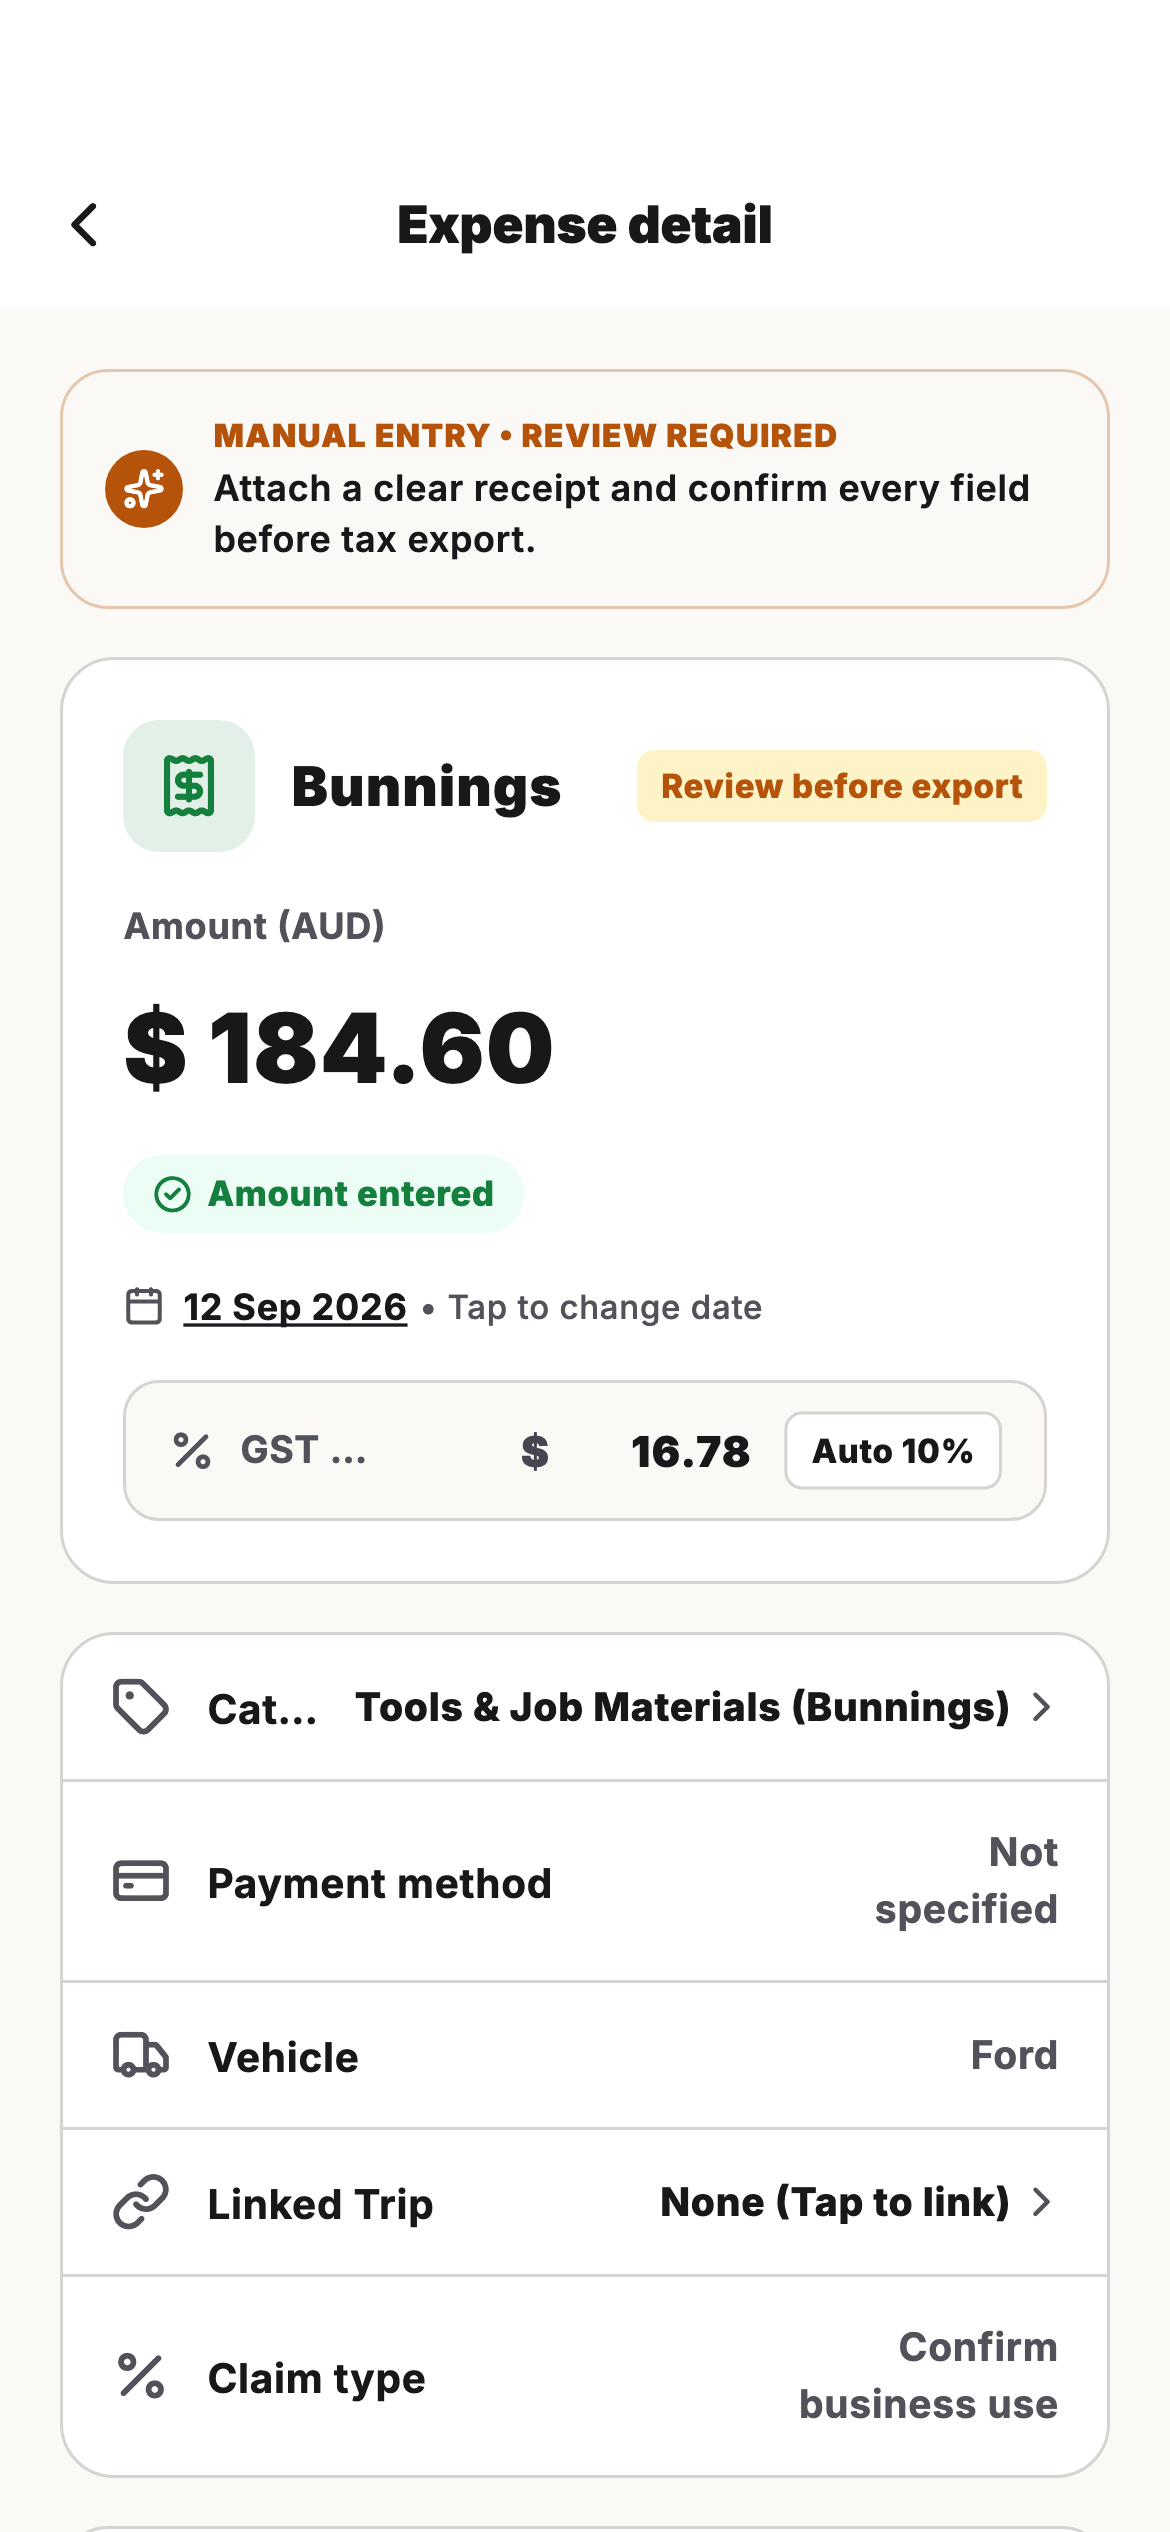 Expense detail
MANUAL ENTRY • REVIEW REQUIRED
Attach a clear receipt and confirm every field
before tax export.
Bunnings
Review before export
Amount (AUD)
$ 184.60
Amount entered
12 Sep 2026 • Tap to change date
% GST ... $ 16.78 Auto 10%
Cat... Tools & Job Materials (Bunnings)
Payment method
Not
specified
Vehicle
Ford
Linked Trip
None (Tap to link)
Claim type
Confirm
business use